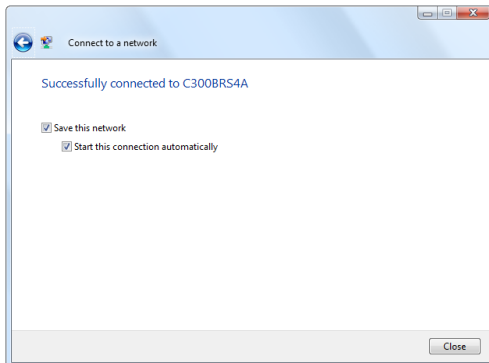 Connect to a network
Successfully connected to C300BRS4A
Save this network
Start this connection automatically
Close